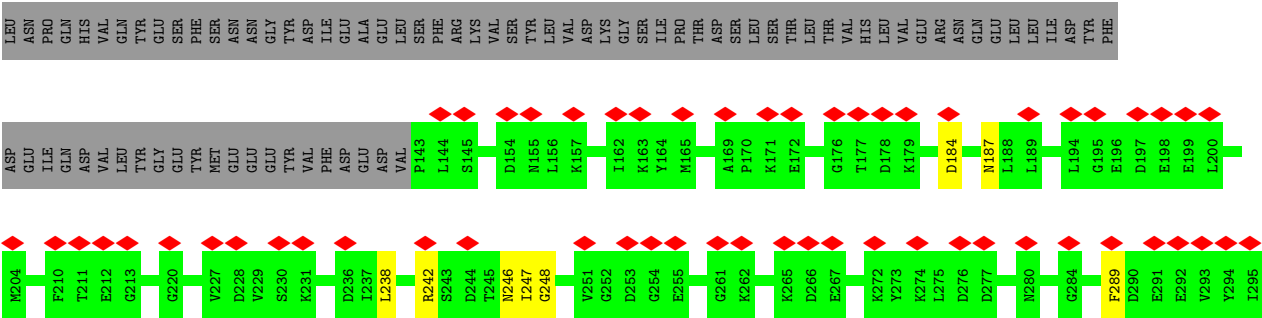 LEU ASN PRO GLN HIS VAL GLN TYR GLU SER PHE SER ASN ASN GLY TYR ASP ILE GLU ALA GLU LEU SER PHE ARG LYS VAL SER TYR LEU VAL ASP LYS GLY SER ILE PRO THR ASP SER LEU SER THR LEU THR VAL HIS LEU VAL GLU ARG ASN GLN GLU LEU LEU ILE ASP TYR PHE
ASP GLU ILE GLN ASP VAL LEU TYR GLY GLU TYR MET GLU GLU GLU TYR VAL PHE ASP GLU ASP VAL P143 L144 S145 D154 N155 L156 K157 I162 K163 Y164 M165 A169 P170 K171 E172 G176 T177 D178 K179 D184 N187 L188 L189 L194 G195 E196 D197 E198 E199 L200
M204 F210 T211 E212 G213 G220 V227 D228 V229 S230 K231 D236 I237 L238 R242 S243 D244 T245 N246 I247 G248 V251 G252 D253 G254 E255 G261 K262 K265 D266 E267 K272 Y273 K274 L275 D276 D277 N280 G284 F289 D290 E291 E292 V293 Y294 I295